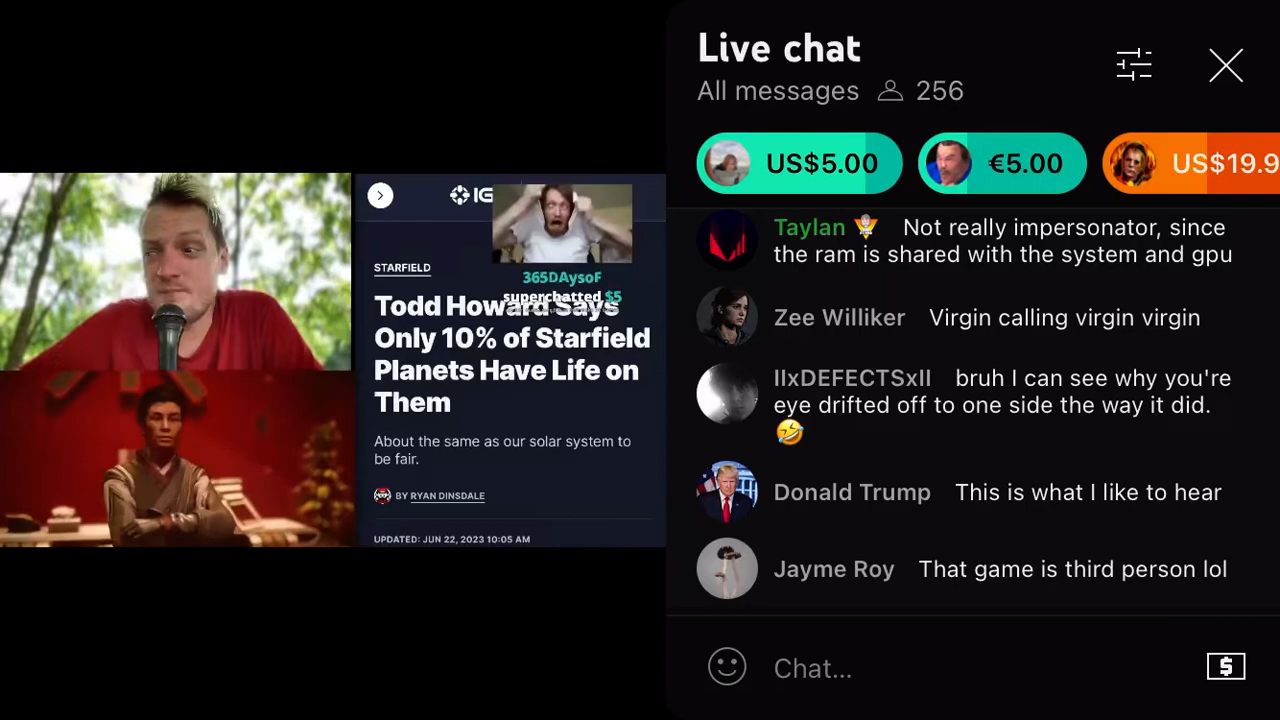 STARFIELD
365DAysoF
superchatted $5
Todd Howard Says
Only 10% of Starfield
Planets Have Life on
Them
About the same as our solar system to
be fair.
BY RYAN DINSDALE
UPDATED: JUN 22, 2023 10:05 AM
Live chat
All messages 256
US$5.00 €5.00 US$19.9
Taylan Not really impersonator, since
the ram is shared with the system and gpu
Zee Williker Virgin calling virgin virgin
llxDEFECTSxll bruh I can see why you're
eye drifted off to one side the way it did.
🤣
Donald Trump This is what I like to hear
Jayme Roy That game is third person lol
Chat...